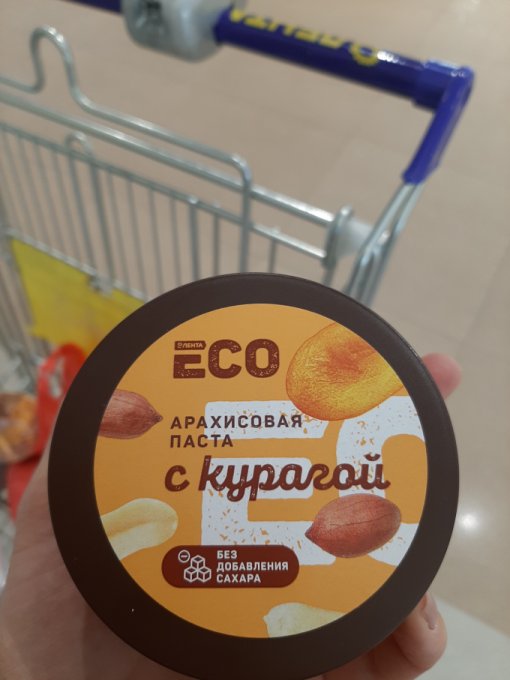 ЛЕНТА
ECO
АРАХИСОВАЯ
ПАСТА
с курагой
БЕЗ
ДОБАВЛЕНИЯ
САХАРА